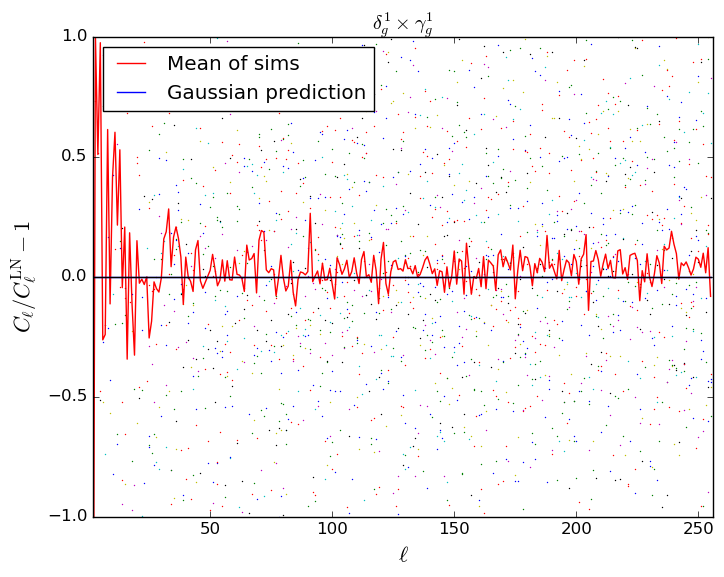 δ_g^1 × γ_g^1
Mean of sims
Gaussian prediction
C_ℓ/C_ℓ^LN − 1
1.0
0.5
0.0
−0.5
−1.0
50
100
150
200
250
ℓ